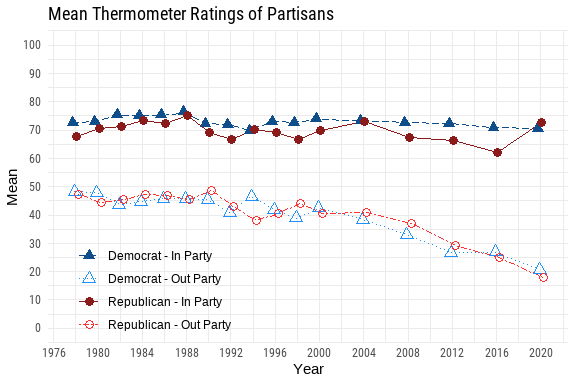 Mean Thermometer Ratings of Partisans
100
90
80
70
60
50
40
30
20
10
0
Mean
Democrat - In Party
Democrat - Out Party
Republican - In Party
Republican - Out Party
1976 1980 1984 1988 1992 1996 2000 2004 2008 2012 2016 2020
Year